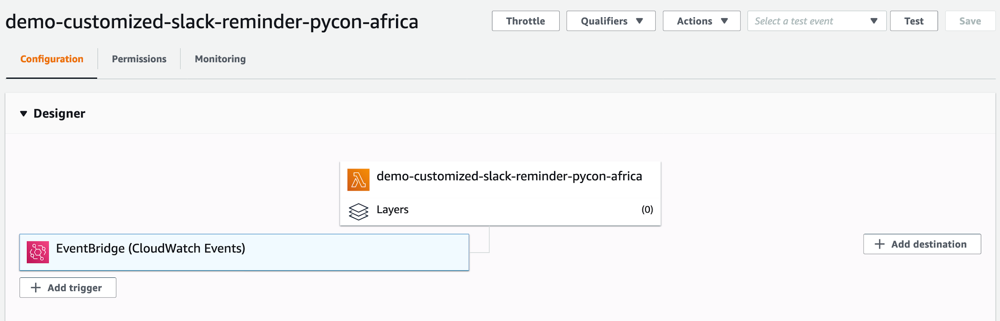 demo-customized-slack-reminder-pycon-africa
Throttle
Qualifiers
Actions
Select a test event
Test
Save
Configuration
Permissions
Monitoring
Designer
demo-customized-slack-reminder-pycon-africa
Layers (0)
EventBridge (CloudWatch Events)
Add destination
Add trigger